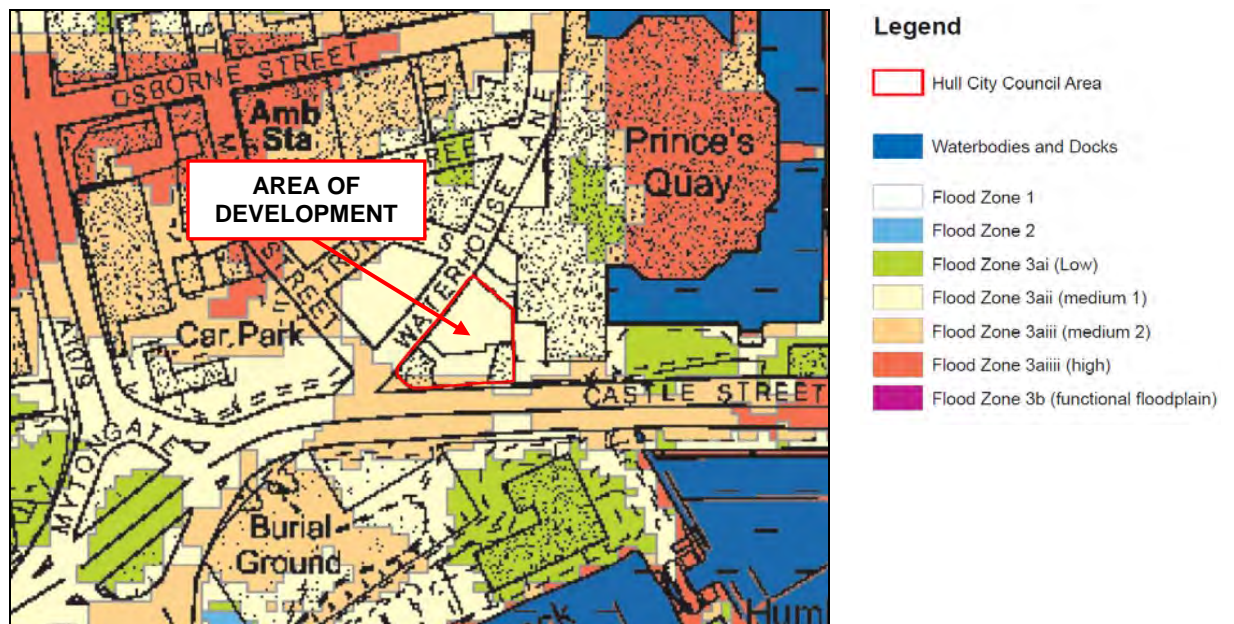 OSBORNE STREET
Amb
Sta
STREET
WATERHOUSE LANE
Prince's
Quay
AREA OF
DEVELOPMENT
STREET
Car Park
CASTLE STREET
MYTONGATE
Burial
Ground
Legend
Hull City Council Area
Waterbodies and Docks
Flood Zone 1
Flood Zone 2
Flood Zone 3ai (Low)
Flood Zone 3aii (medium 1)
Flood Zone 3aiii (medium 2)
Flood Zone 3aiiii (high)
Flood Zone 3b (functional floodplain)